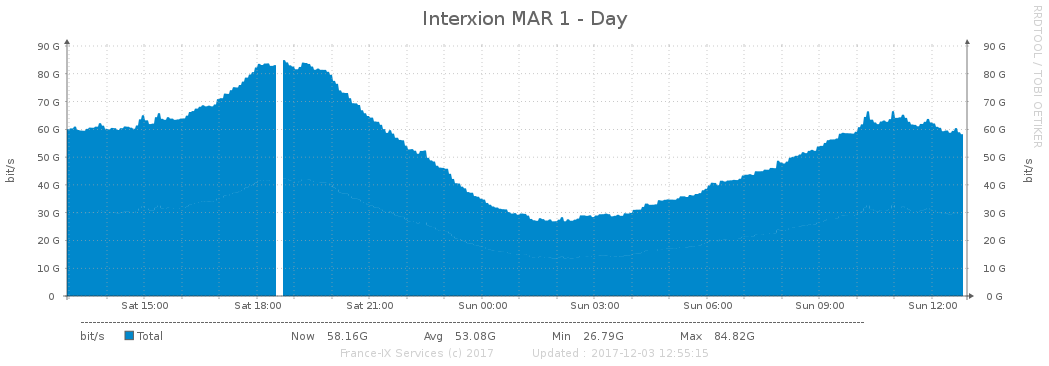 Interxion MAR 1 - Day
RRDTOOL / TOBI OETIKER
bit/s
90 G 90 G
80 G 80 G
70 G 70 G
60 G 60 G
50 G 50 G
40 G 40 G
30 G 30 G
20 G 20 G
10 G 10 G
0 0 G
bit/s
Sat 15:00 Sat 18:00 Sat 21:00 Sun 00:00 Sun 03:00 Sun 06:00 Sun 09:00 Sun 12:00
bit/s Total Now 58.16G Avg 53.08G Min 26.79G Max 84.82G
France-IX Services (c) 2017 Updated : 2017-12-03 12:55:15